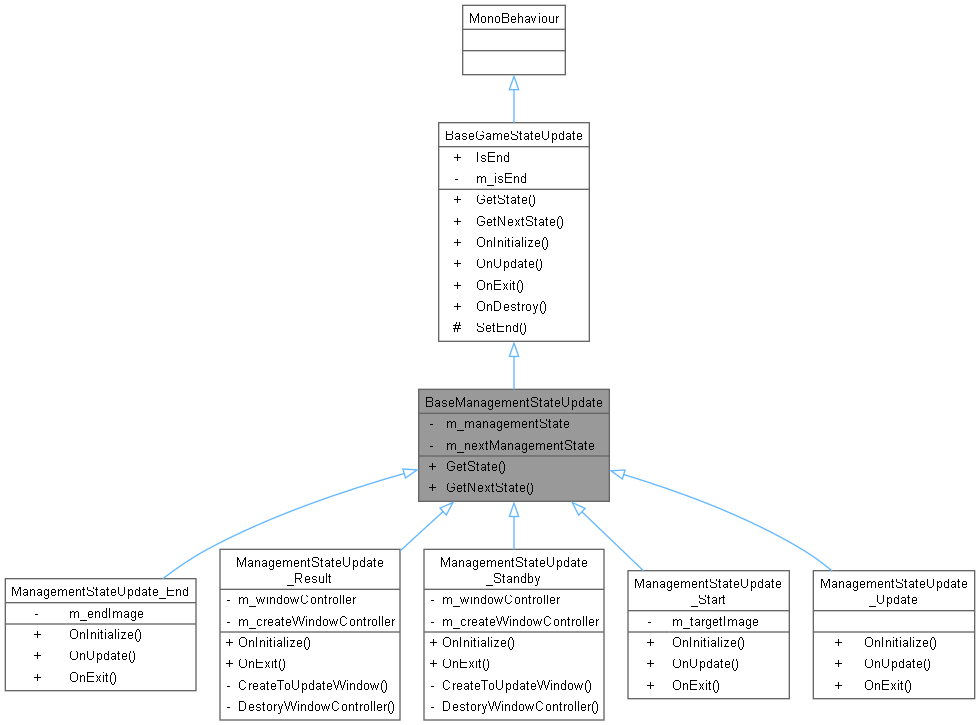 MonoBehaviour
BaseGameStateUpdate
+ IsEnd
- m_isEnd
+ GetState()
+ GetNextState()
+ OnInitialize()
+ OnUpdate()
+ OnExit()
+ OnDestroy()
# SetEnd()
BaseManagementStateUpdate
- m_managementState
- m_nextManagementState
+ GetState()
+ GetNextState()
ManagementStateUpdate_End
- m_endImage
+ OnInitialize()
+ OnUpdate()
+ OnExit()
ManagementStateUpdate
_Result
- m_windowController
- m_createWindowController
+ OnInitialize()
+ OnExit()
- CreateToUpdateWindow()
- DestoryWindowController()
ManagementStateUpdate
_Standby
- m_windowController
- m_createWindowController
+ OnInitialize()
+ OnExit()
- CreateToUpdateWindow()
- DestoryWindowController()
ManagementStateUpdate
_Start
- m_targetImage
+ OnInitialize()
+ OnUpdate()
+ OnExit()
ManagementStateUpdate
_Update
+ OnInitialize()
+ OnUpdate()
+ OnExit()